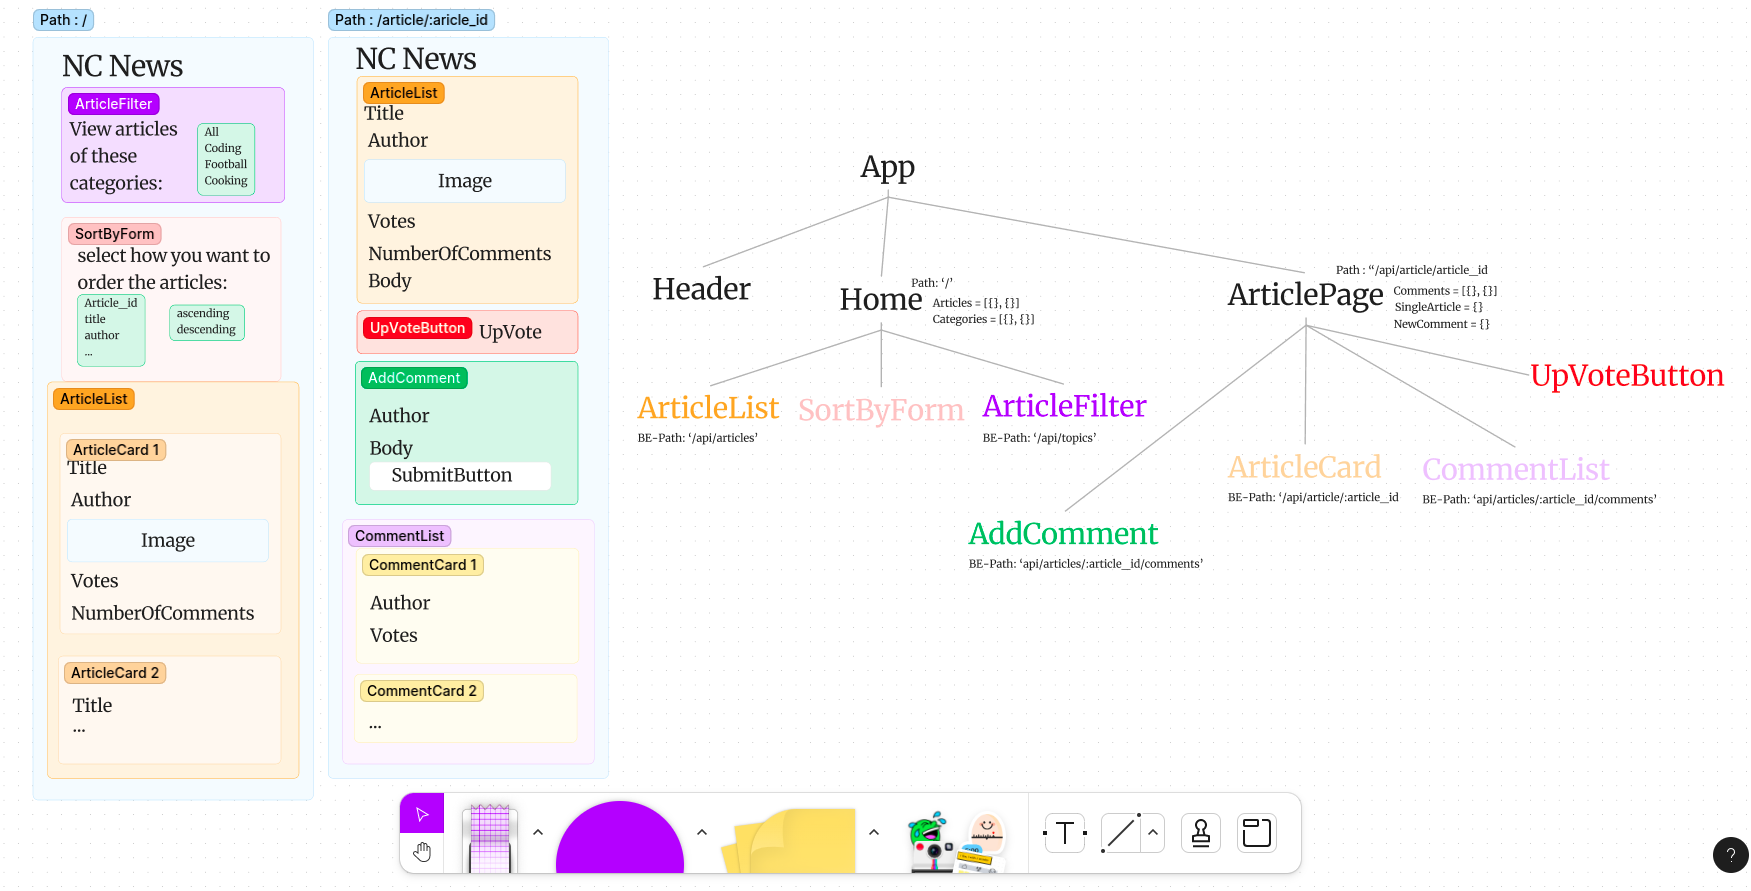 Path : /
NC News
ArticleFilter
View articles
of these
categories:
All
Coding
Football
Cooking
SortByForm
select how you want to
order the articles:
Article_id
title
author
...
ascending
descending
ArticleList
ArticleCard 1
Title
Author
Image
Votes
NumberOfComments
ArticleCard 2
Title
...
Path : /article/:aricle_id
NC News
ArticleList
Title
Author
Image
Votes
NumberOfComments
Body
UpVoteButton
UpVote
AddComment
Author
Body
SubmitButton
CommentList
CommentCard 1
Author
Votes
CommentCard 2
...
App
Header
Home
Path: ‘/’
Articles = [{}, {}]
Categories = [{}, {}]
ArticlePage
Path : “/api/article/article_id
Comments = [{}, {}]
SingleArticle = {}
NewComment = {}
ArticleList
BE-Path: ‘/api/articles’
SortByForm
ArticleFilter
BE-Path: ‘/api/topics’
UpVoteButton
ArticleCard
BE-Path: ‘/api/article/:article_id
CommentList
BE-Path: ‘api/articles/:article_id/comments’
AddComment
BE-Path: ‘api/articles/:article_id/comments’
T
?